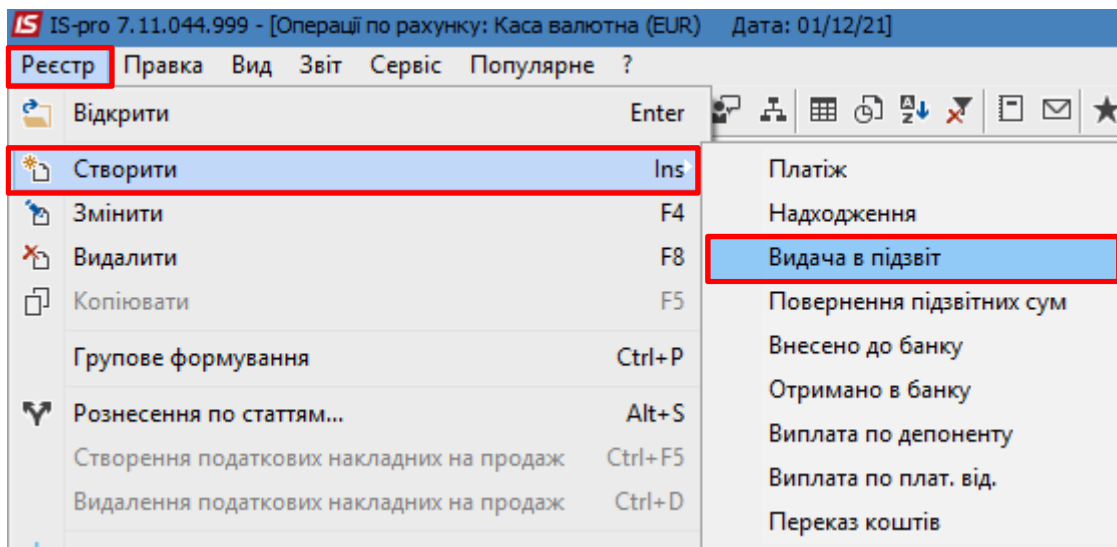 IS IS-pro 7.11.044.999 - [Операції по рахунку: Каса валютна (EUR) Дата: 01/12/21]
Реєстр Правка Вид Звіт Сервіс Популярне ?
Відкрити Enter
Створити Ins
Змінити F4
Видалити F8
Копіювати F5
Групове формування Ctrl+P
Рознесення по статтям... Alt+S
Створення податкових накладних на продаж Ctrl+F5
Видалення податкових накладних на продаж Ctrl+D
Платіж
Надходження
Видача в підзвіт
Повернення підзвітних сум
Внесено до банку
Отримано в банку
Виплата по депоненту
Виплата по плат. від.
Переказ коштів